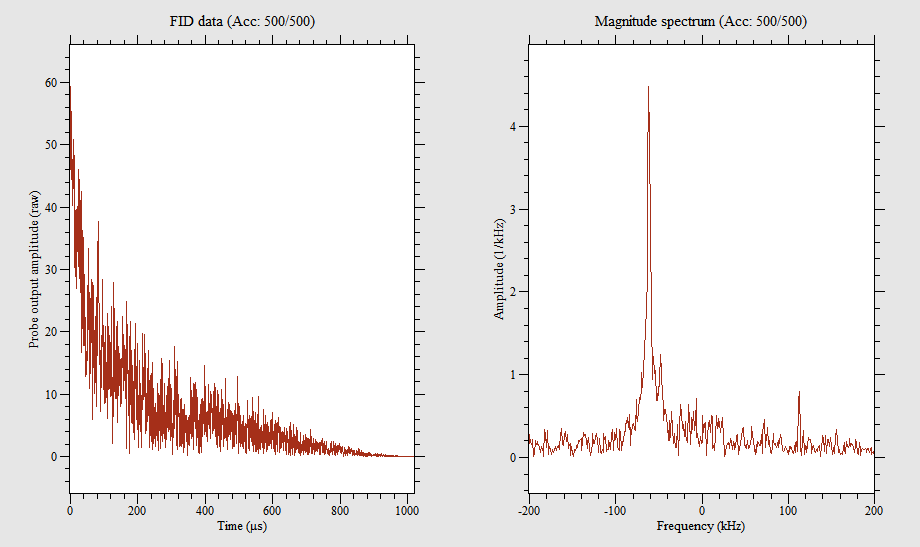 FID data (Acc: 500/500)
Probe output amplitude (raw)
60
50
40
30
20
10
0
0 200 400 600 800 1000
Time (µs)
Magnitude spectrum (Acc: 500/500)
Amplitude (1/kHz)
4
3
2
1
0
-200 -100 0 100 200
Frequency (kHz)